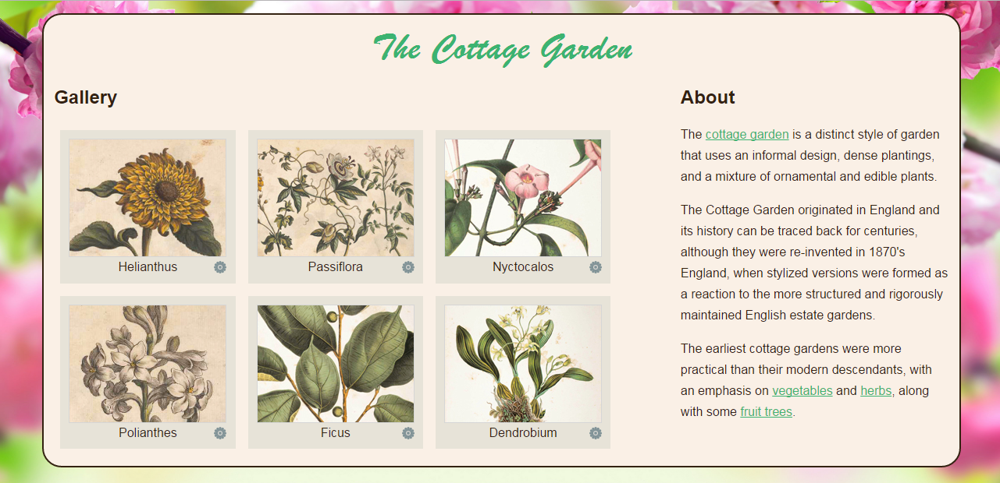 The Cottage Garden
Gallery
Helianthus
Passiflora
Nyctocalos
Polianthes
Ficus
Dendrobium
About
The cottage garden is a distinct style of garden
that uses an informal design, dense plantings,
and a mixture of ornamental and edible plants.
The Cottage Garden originated in England and
its history can be traced back for centuries,
although they were re-invented in 1870's
England, when stylized versions were formed as
a reaction to the more structured and rigorously
maintained English estate gardens.
The earliest cottage gardens were more
practical than their modern descendants, with
an emphasis on vegetables and herbs, along
with some fruit trees.